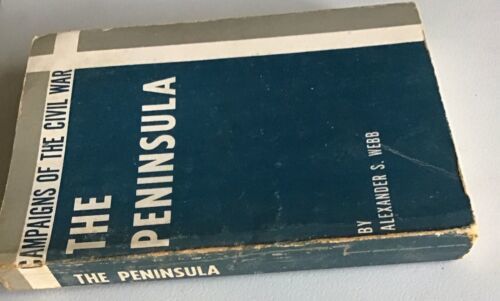 CAMPAIGNS OF THE CIVIL WAR
THE
PENINSULA
BY
ALEXANDER S. WEBB
THE PENINSULA